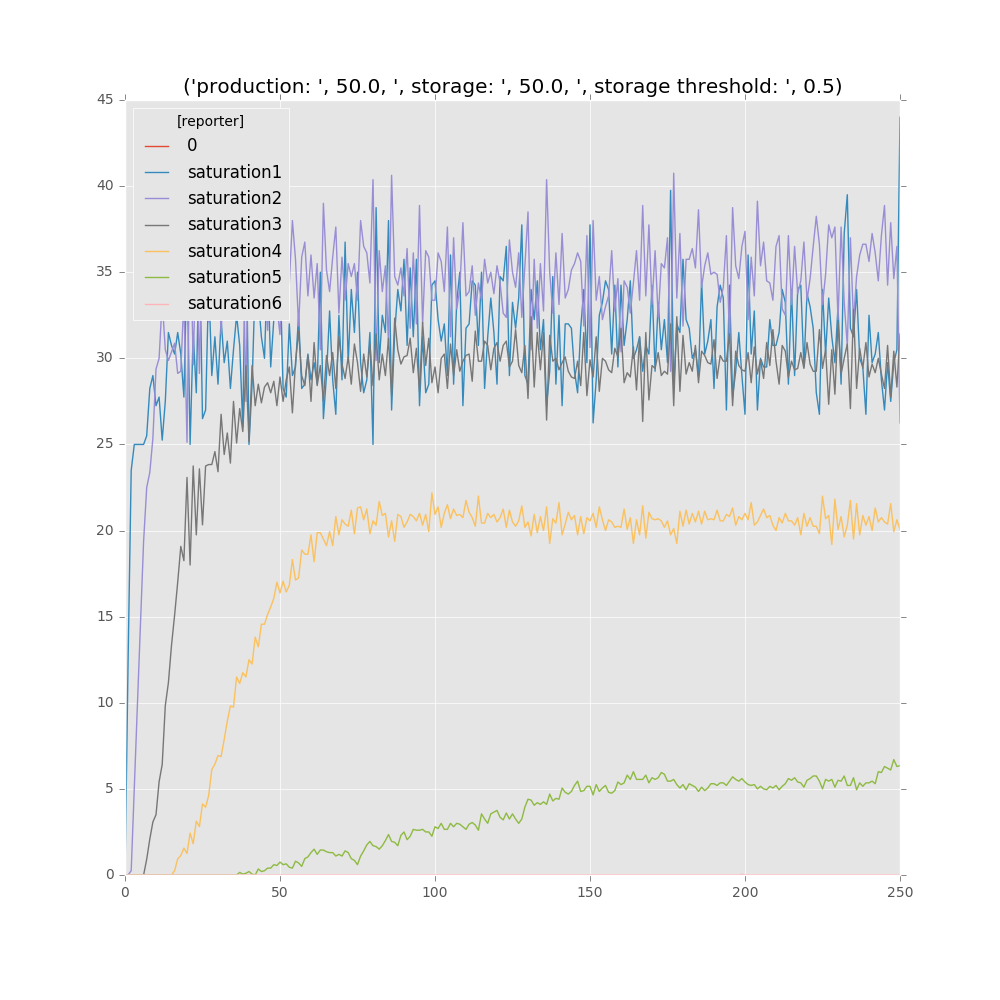 ('production: ', 50.0, ', storage: ', 50.0, ', storage threshold: ', 0.5)
45
40
35
30
25
20
15
10
5
0
[reporter]
0
saturation1
saturation2
saturation3
saturation4
saturation5
saturation6
0 50 100 150 200 250